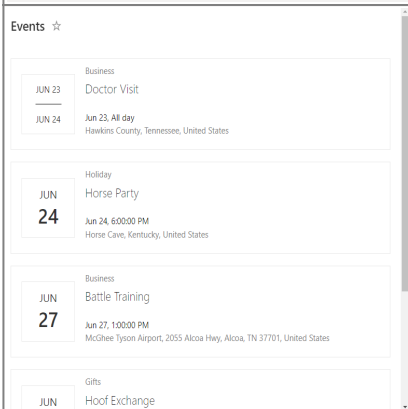 Events
Business
JUN 23
Doctor Visit
JUN 24
Jun 23, All day
Hawkins County, Tennessee, United States
Holiday
JUN
Horse Party
24
Jun 24, 6:00:00 PM
Horse Cave, Kentucky, United States
Business
JUN
Battle Training
27
Jun 27, 1:00:00 PM
McGhee Tyson Airport, 2055 Alcoa Hwy, Alcoa, TN 37701, United States
Gifts
JUN
Hoof Exchange